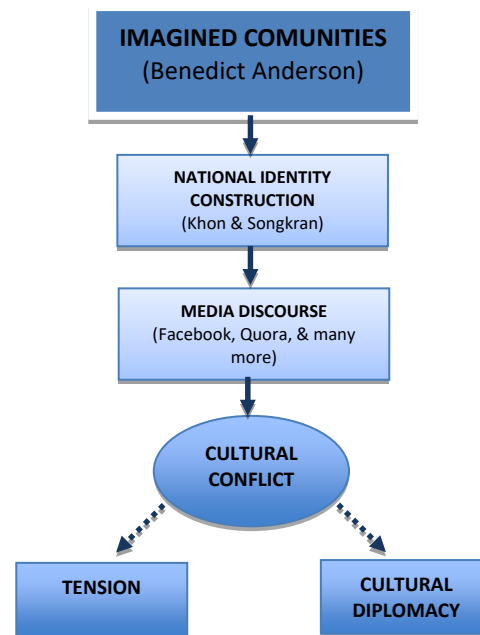 IMAGINED COMUNITIES
(Benedict Anderson)
NATIONAL IDENTITY
CONSTRUCTION
(Khon & Songkran)
MEDIA DISCOURSE
(Facebook, Quora, & many
more)
CULTURAL
CONFLICT
TENSION
CULTURAL
DIPLOMACY